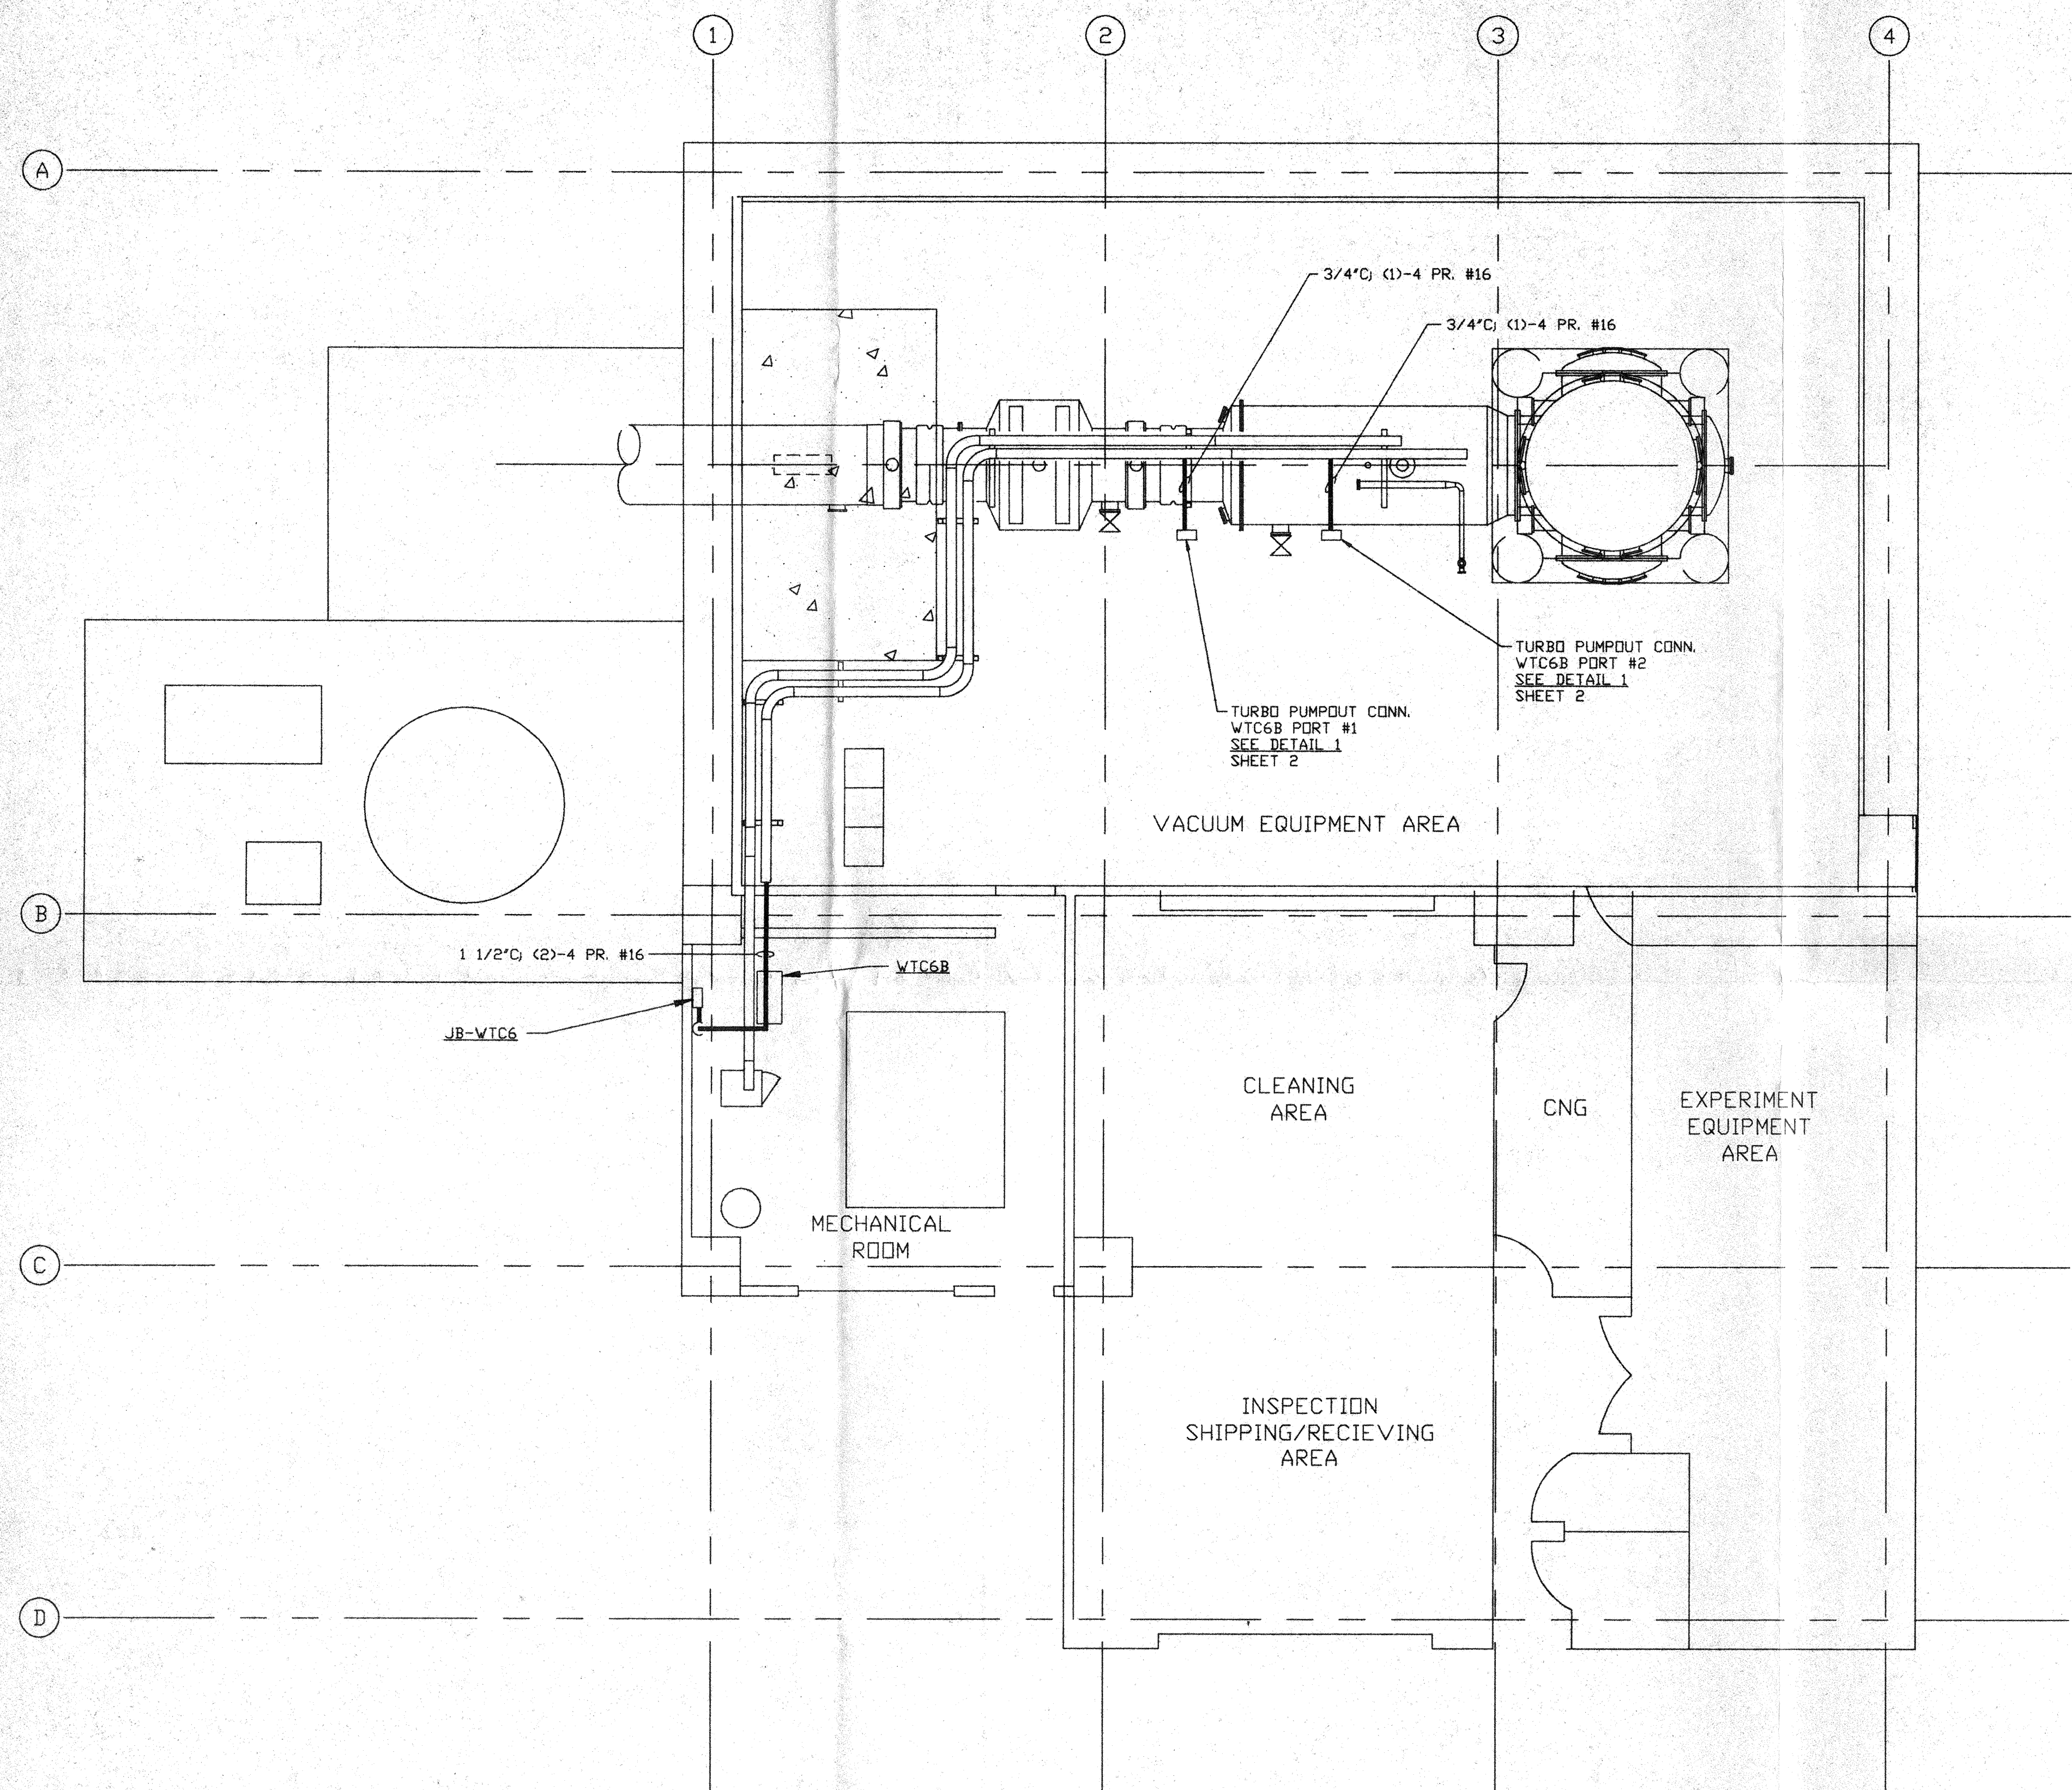 1
2
3
4
A
3/4"C; (1)-4 PR. #16
3/4"C; (1)-4 PR. #16
TURBO PUMPOUT CONN.
WTC6B PORT #2
SEE DETAIL 1
SHEET 2
TURBO PUMPOUT CONN.
WTC6B PORT #1
SEE DETAIL 1
SHEET 2
VACUUM EQUIPMENT AREA
B
1 1/2"C; (2)-4 PR. #16
WTC6B
JB-WTC6
CLEANING
AREA
CNG
EXPERIMENT
EQUIPMENT
AREA
MECHANICAL
ROOM
C
INSPECTION
SHIPPING/RECIEVING
AREA
D